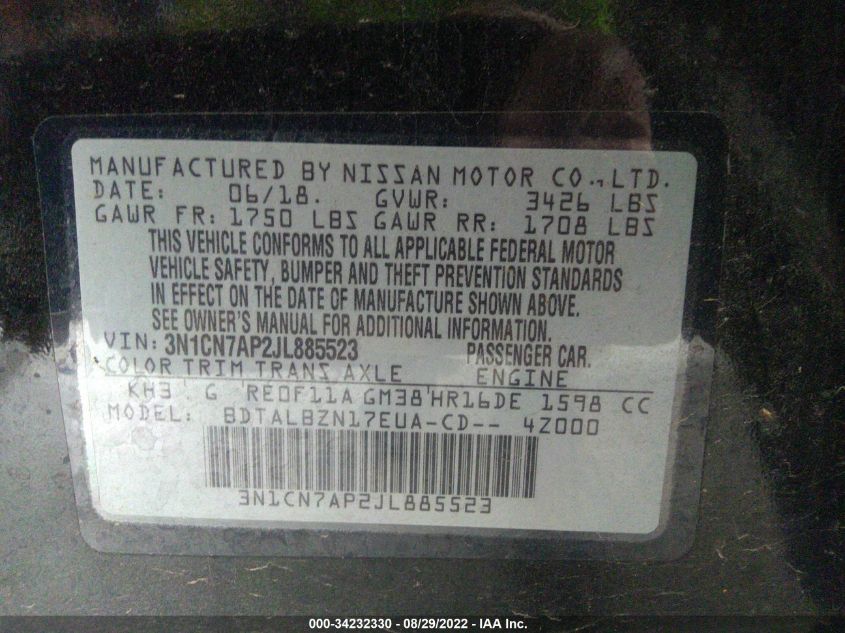 MANUFACTURED BY NISSAN MOTOR CO., LTD.
DATE: 06/18. GVWR: 3426 LBS
GAWR FR: 1750 LBS GAWR RR: 1708 LBS
THIS VEHICLE CONFORMS TO ALL APPLICABLE FEDERAL MOTOR
VEHICLE SAFETY, BUMPER AND THEFT PREVENTION STANDARDS
IN EFFECT ON THE DATE OF MANUFACTURE SHOWN ABOVE.
SEE OWNER'S MANUAL FOR ADDITIONAL INFORMATION.
VIN: 3N1CN7AP2JL885523 PASSENGER CAR.
COLOR TRIM TRANS AXLE ENGINE
KH3 G RE0F11A GM38 HR16DE 1598 CC
MODEL: BDTALBZN17EUA-CD-- 4Z000
3N1CN7AP2JL885523
000-34232330 - 08/29/2022 - IAA Inc.